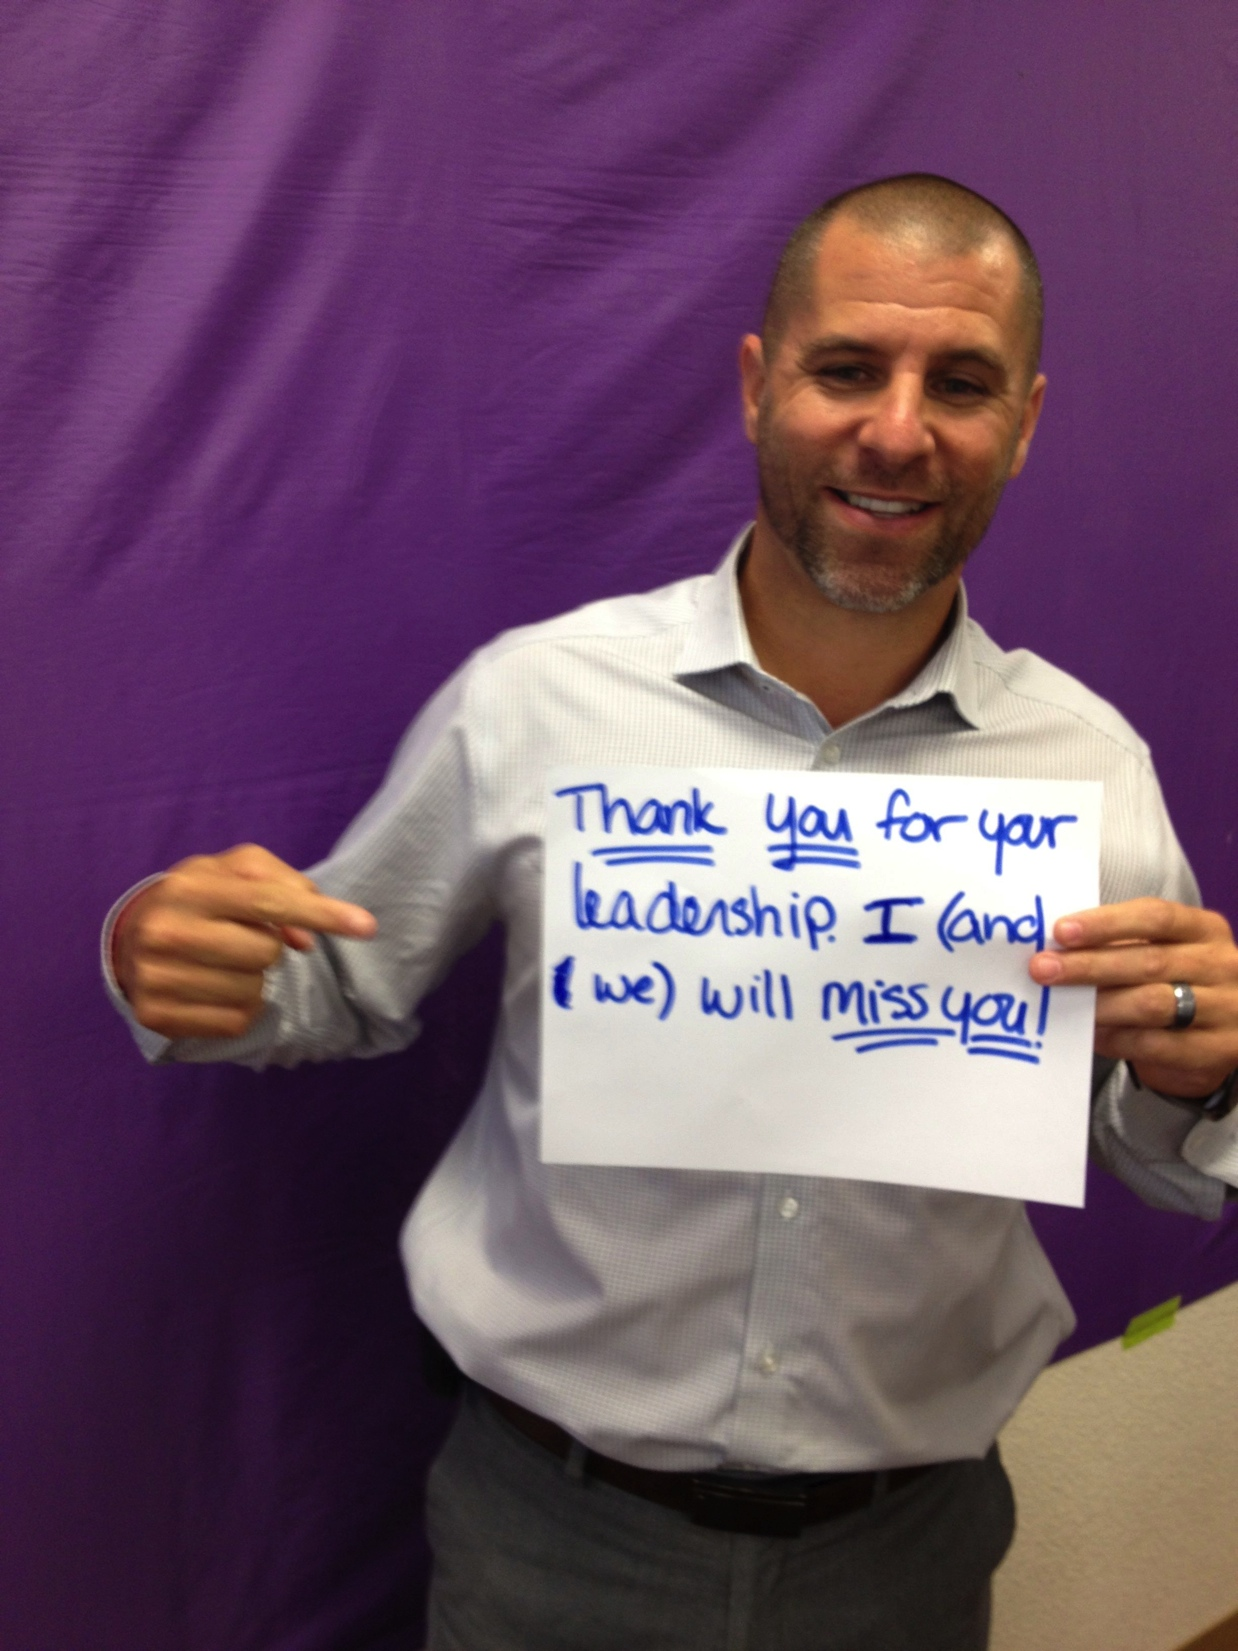 Thank you for your
leadership. I (and
(we) will miss you!